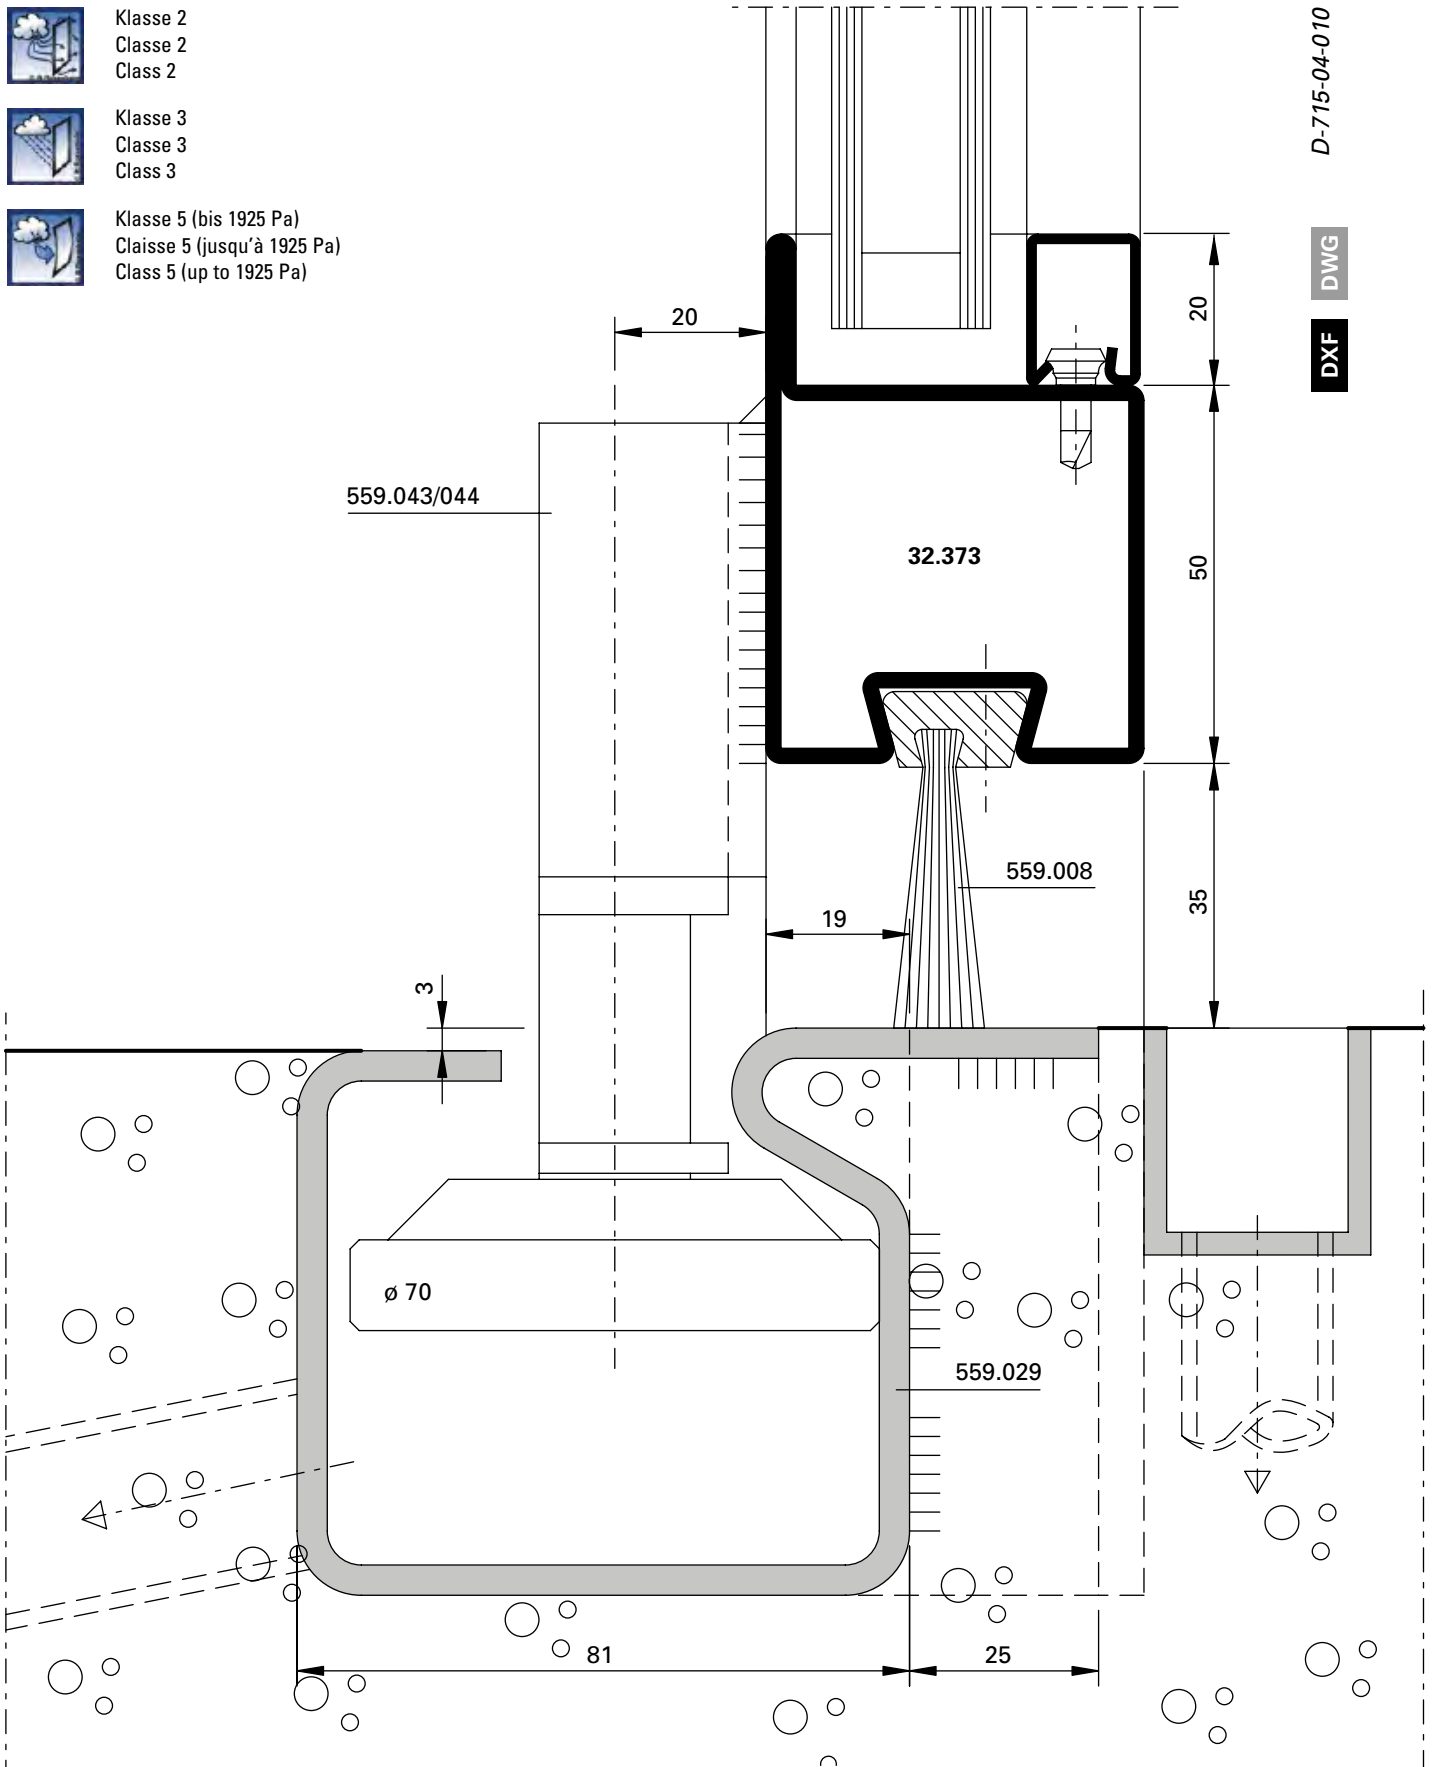 Klasse 2
Classe 2
Class 2
Klasse 3
Classe 3
Class 3
Klasse 5 (bis 1925 Pa)
Claisse 5 (jusqu'à 1925 Pa)
Class 5 (up to 1925 Pa)
D-715-04-010
DWG
DXF
20
20
559.043/044
32.373
50
559.008
35
19
3
ø 70
559.029
81
25